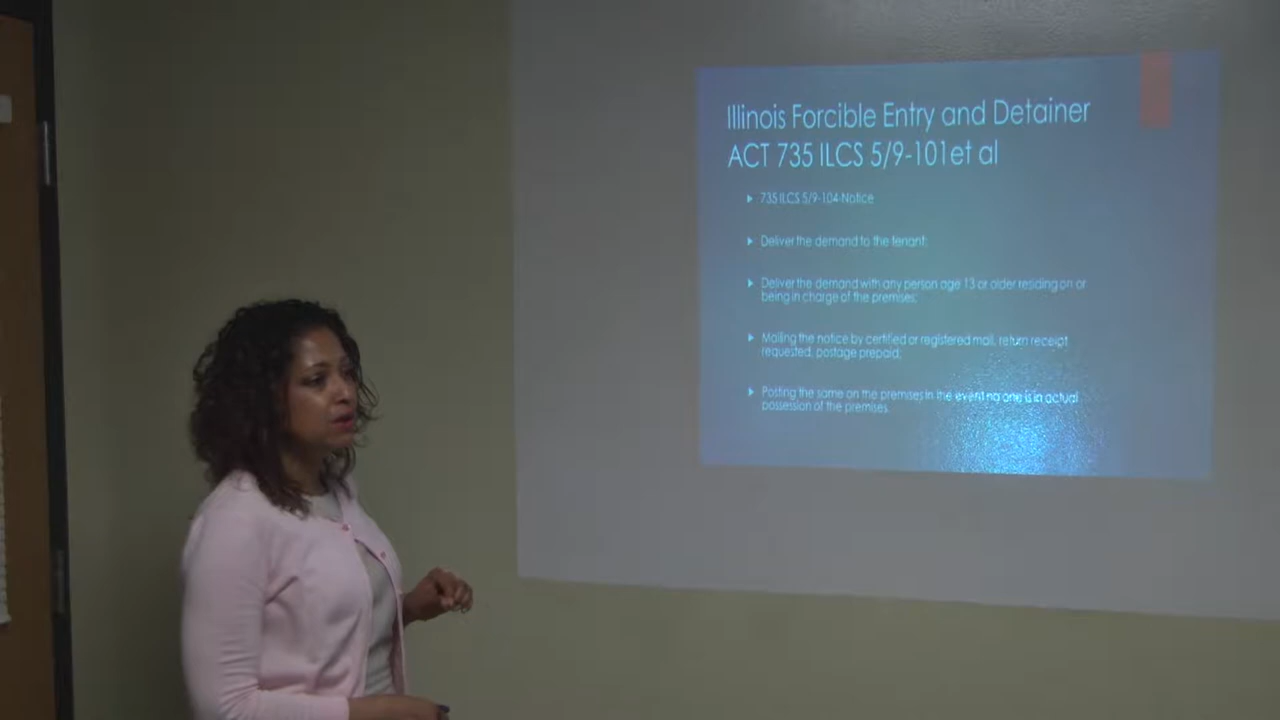 Illinois Forcible Entry and Detainer
ACT 735 ILCS 5/9-101et al
735 ILCS 5/9-104-Notice
Deliver the demand to the tenant;
Deliver the demand with any person age 13 or older residing on or
being in charge of the premises;
Mailing the notice by certified or registered mail, return receipt
requested, postage prepaid;
Posting the same on the premises in the event no one is in actual
possession of the premises.